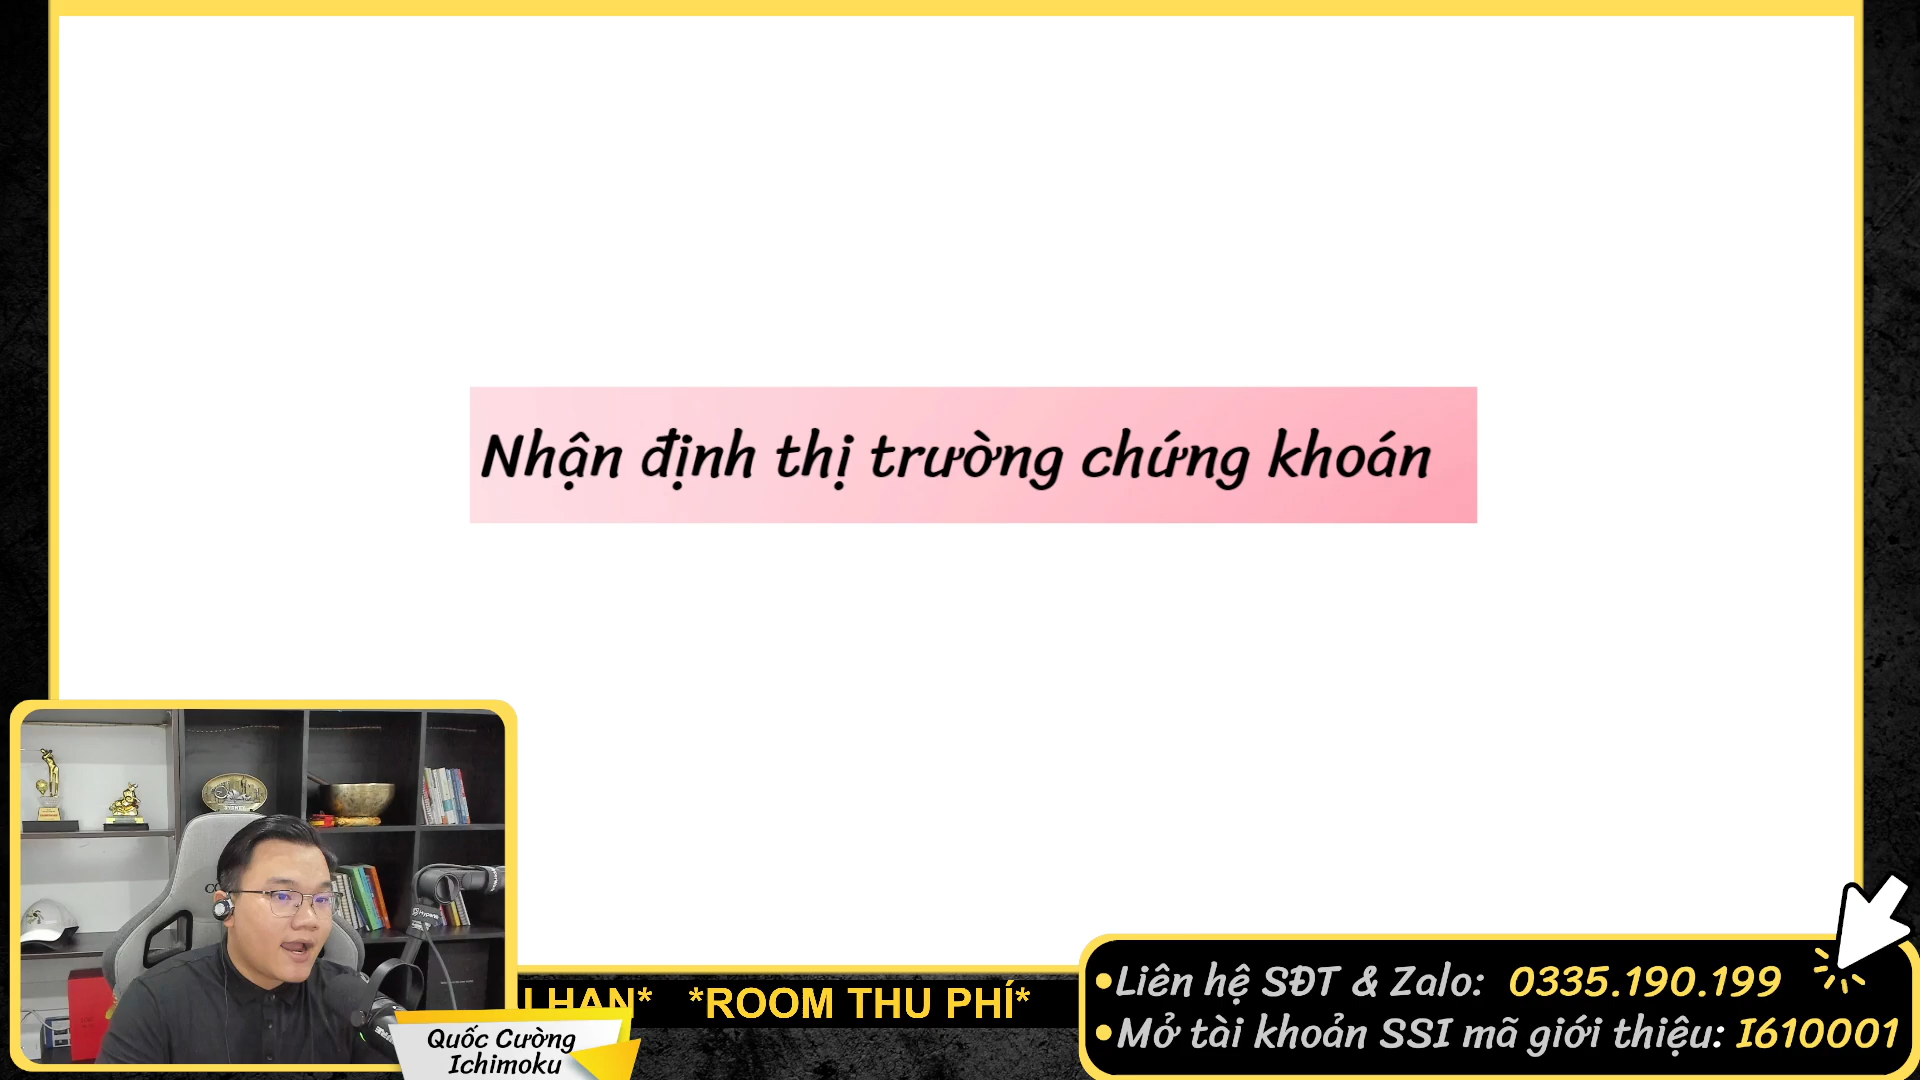 Nhận định thị trường chứng khoán
*ROOM THU PHÍ*
Quốc Cường
Ichimoku
•Liên hệ SĐT & Zalo: 0335.190.199
•Mở tài khoản SSI mã giới thiệu: I610001